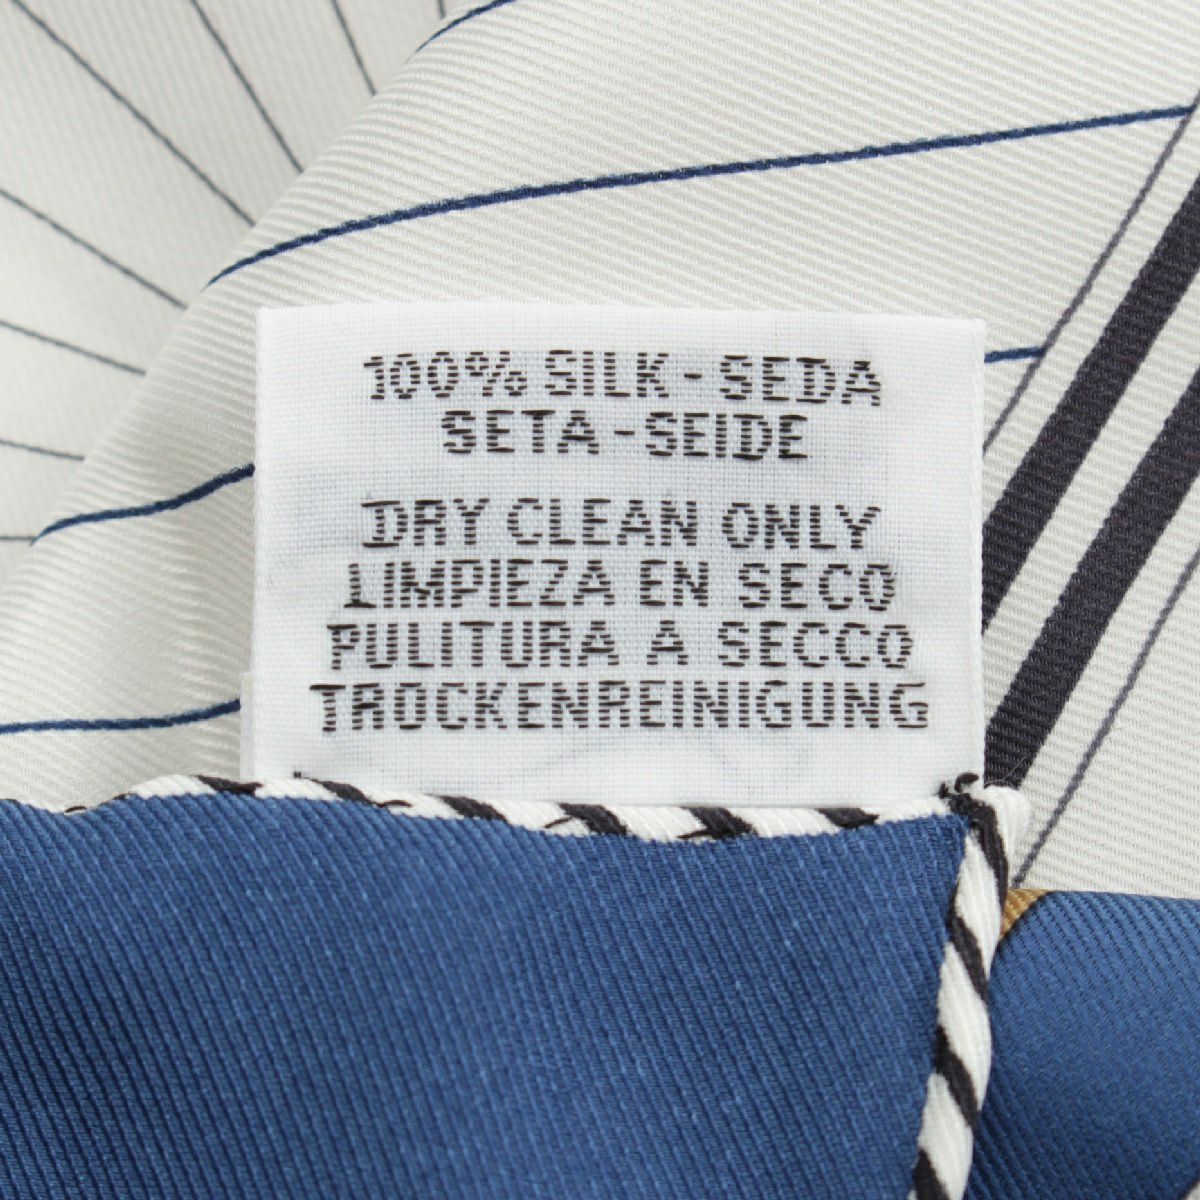 100% SILK - SEDA
SETA - SEIDE
DRY CLEAN ONLY
LIMPIEZA EN SECO
PULITURA A SECCO
TROCKENREINIGUNG